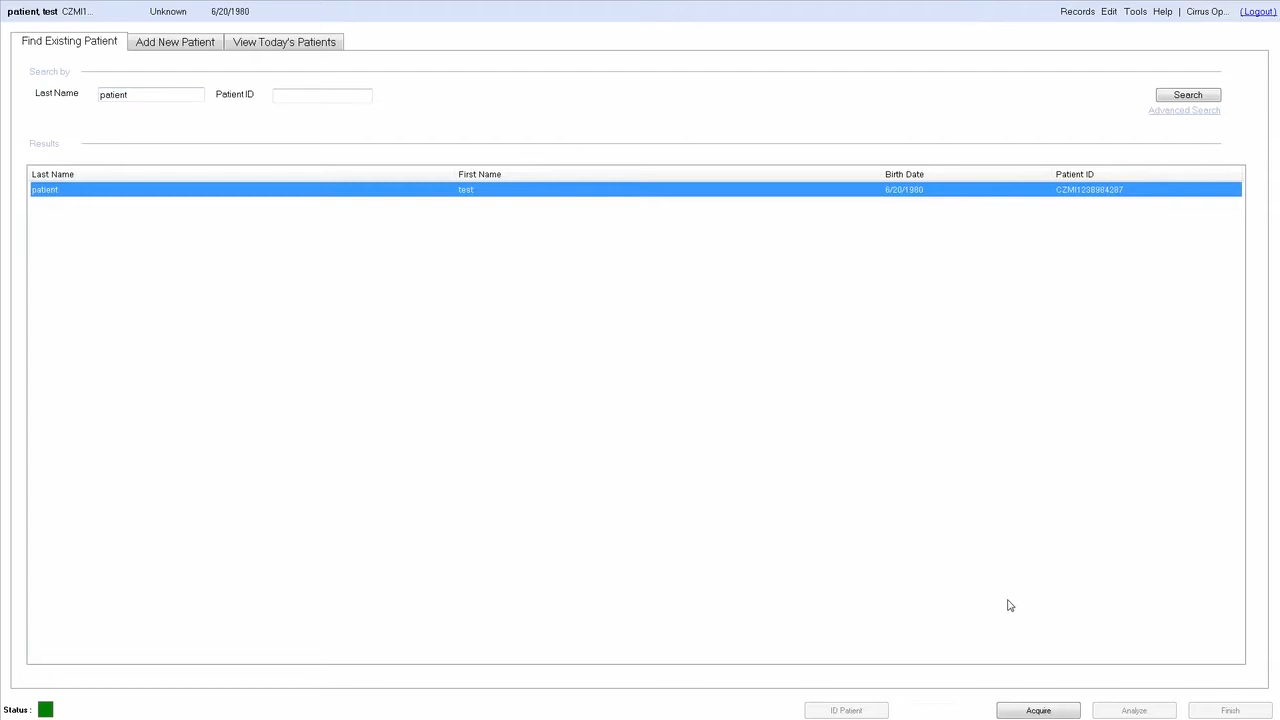 patient, test CZMI1... Unknown 6/20/1980 Records Edit Tools Help | Cirrus Op... (Logout)
Find Existing Patient Add New Patient View Today's Patients
Search by
Last Name patient Patient ID Search
Advanced Search
Results
Last Name First Name Birth Date Patient ID
patient test 6/20/1980 CZMI1238984287
Status : ID Patient Acquire Analyze Finish